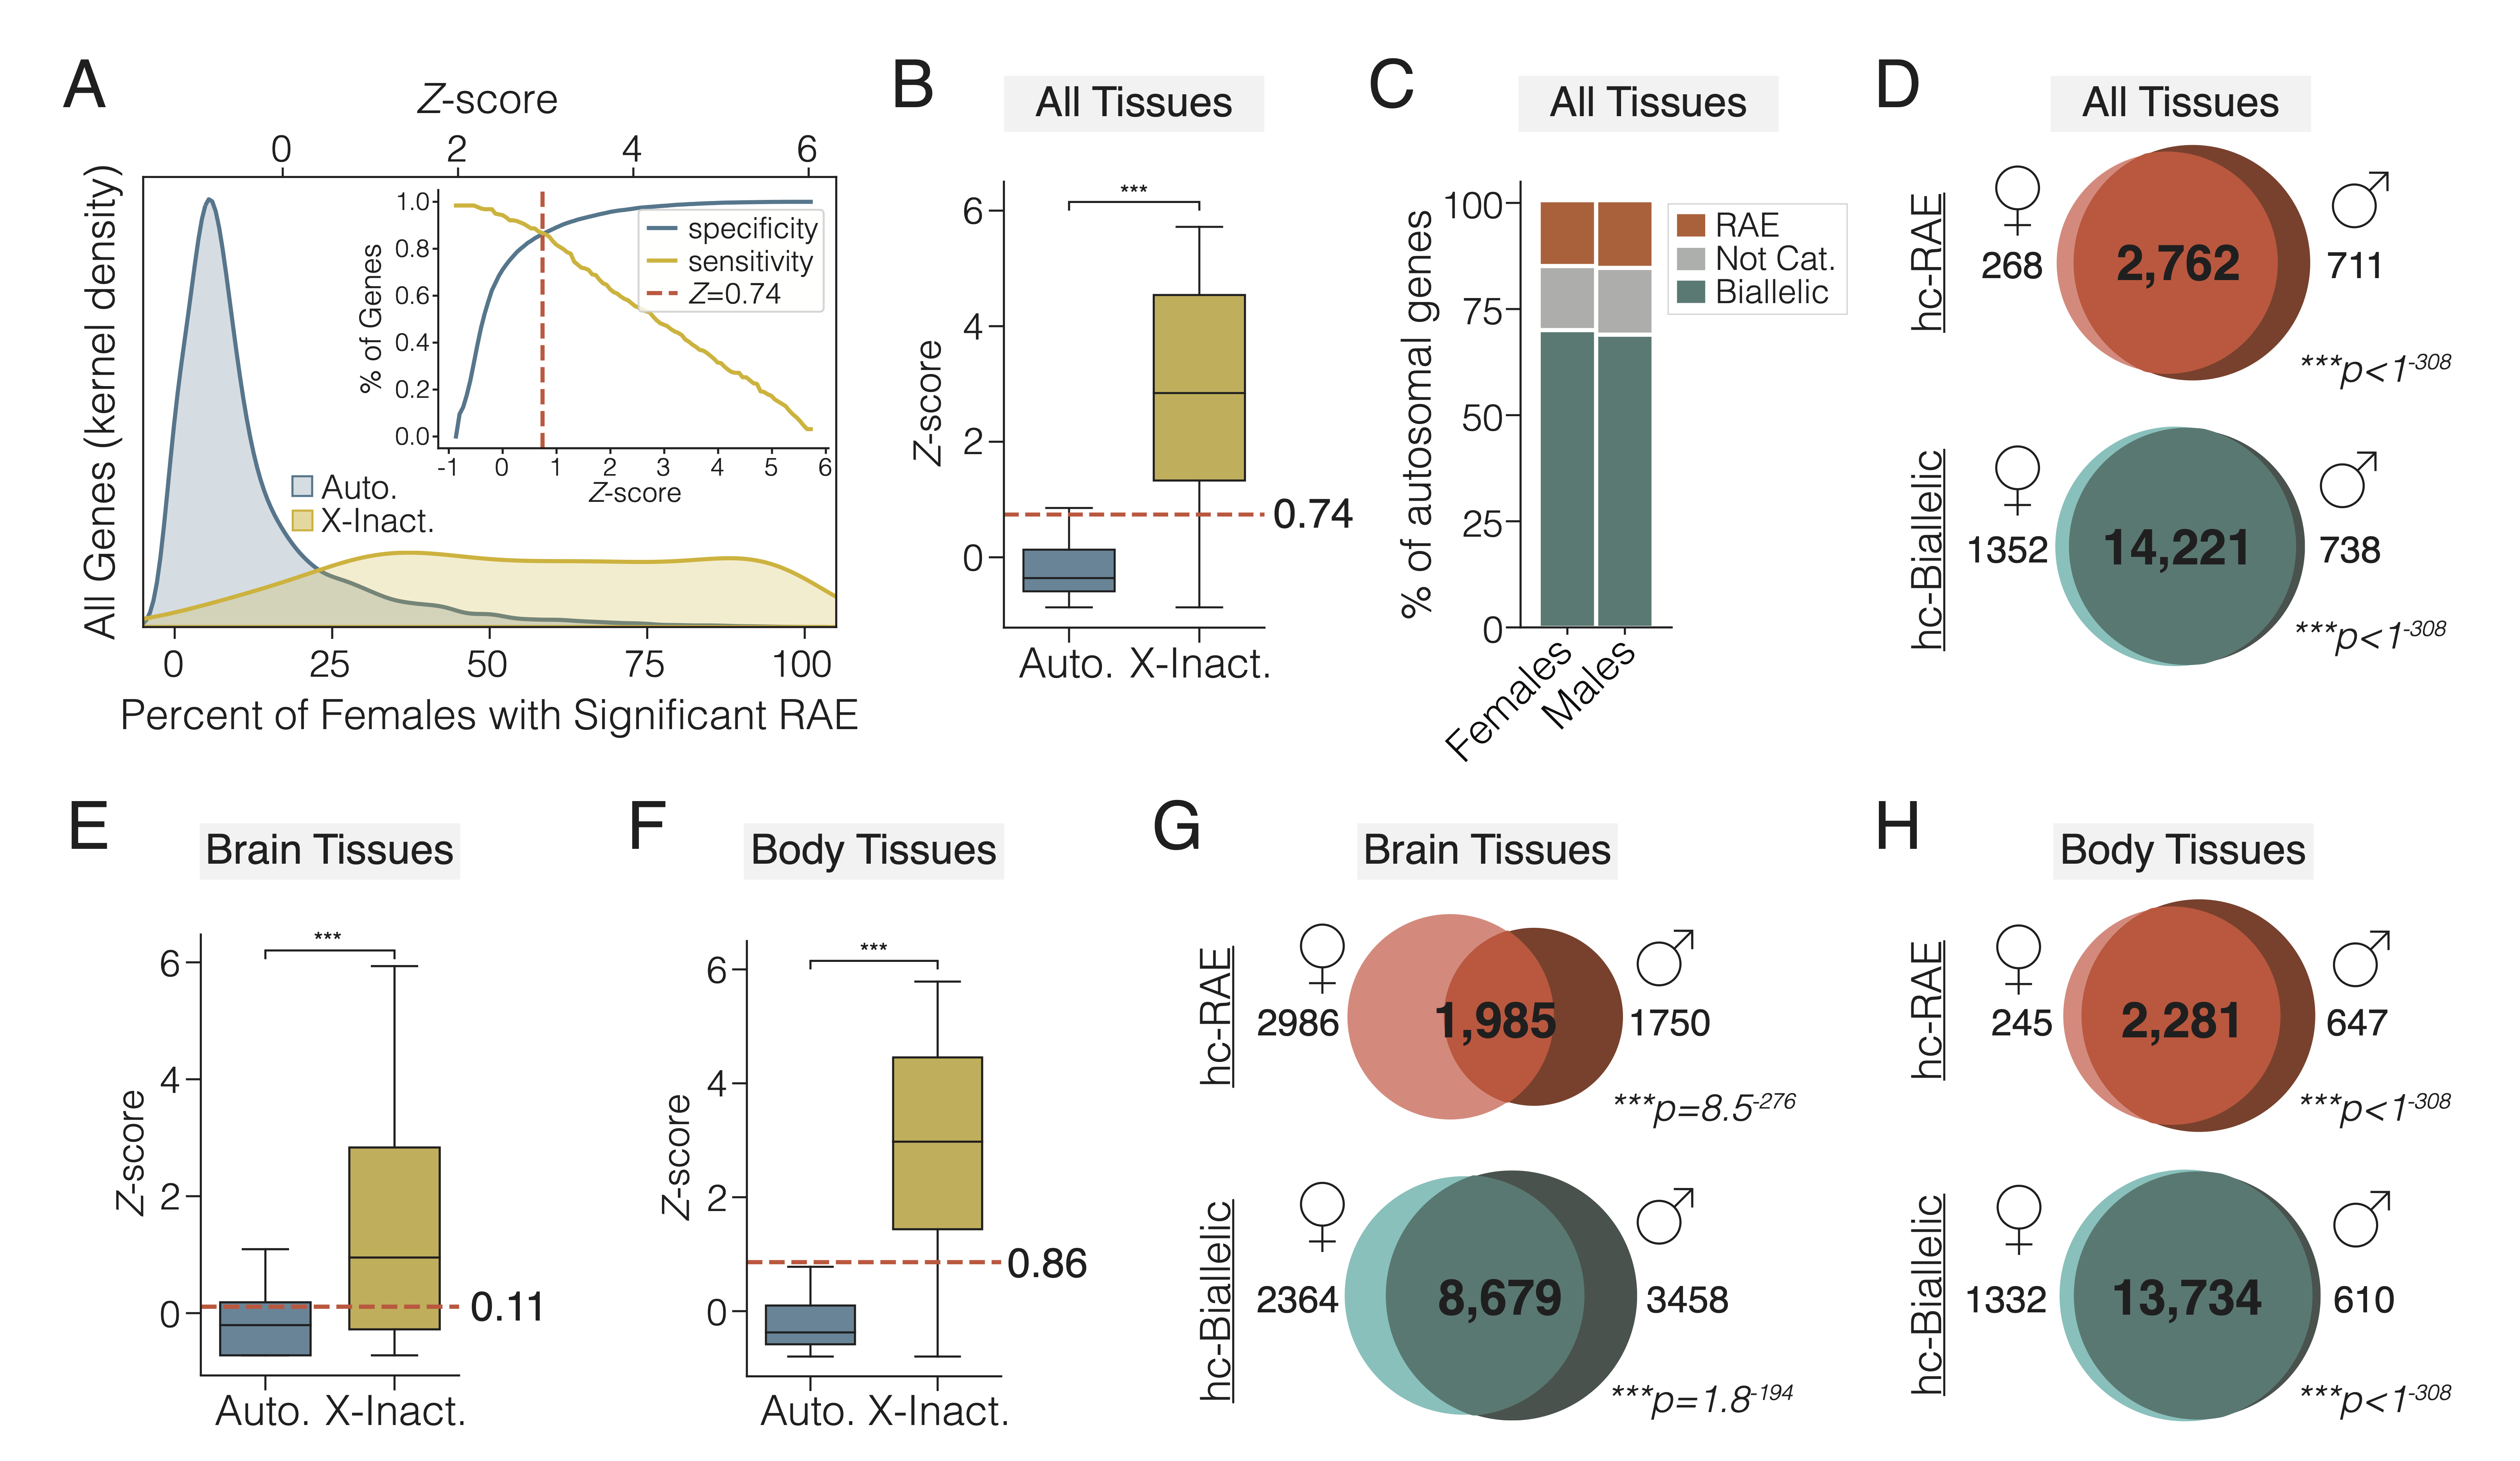 A
Z-score
0 2 4 6
All Genes (kernel density)
1.0
0.8
0.6
0.4
0.2
0.0
% of Genes
specificity
sensitivity
Z=0.74
-1 0 1 2 3 4 5 6
Z-score
Auto.
X-Inact.
0 25 50 75 100
Percent of Females with Significant RAE
B
All Tissues
***
6
4
2
0
Z-score
0.74
Auto. X-Inact.
C
All Tissues
100
75
50
25
0
% of autosomal genes
RAE
Not Cat.
Biallelic
Females
Males
D
All Tissues
hc-RAE
♀ ♂
268 2,762 711
***p<1-308
hc-Biallelic
♀ ♂
1352 14,221 738
***p<1-308
E
Brain Tissues
***
6
4
2
0
Z-score
0.11
Auto. X-Inact.
F
Body Tissues
***
6
4
2
0
Z-score
0.86
Auto. X-Inact.
G
Brain Tissues
hc-RAE
♀ ♂
2986 1,985 1750
***p=8.5-276
hc-Biallelic
♀ ♂
2364 8,679 3458
***p=1.8-194
H
Body Tissues
hc-RAE
♀ ♂
245 2,281 647
***p<1-308
hc-Biallelic
♀ ♂
1332 13,734 610
***p<1-308